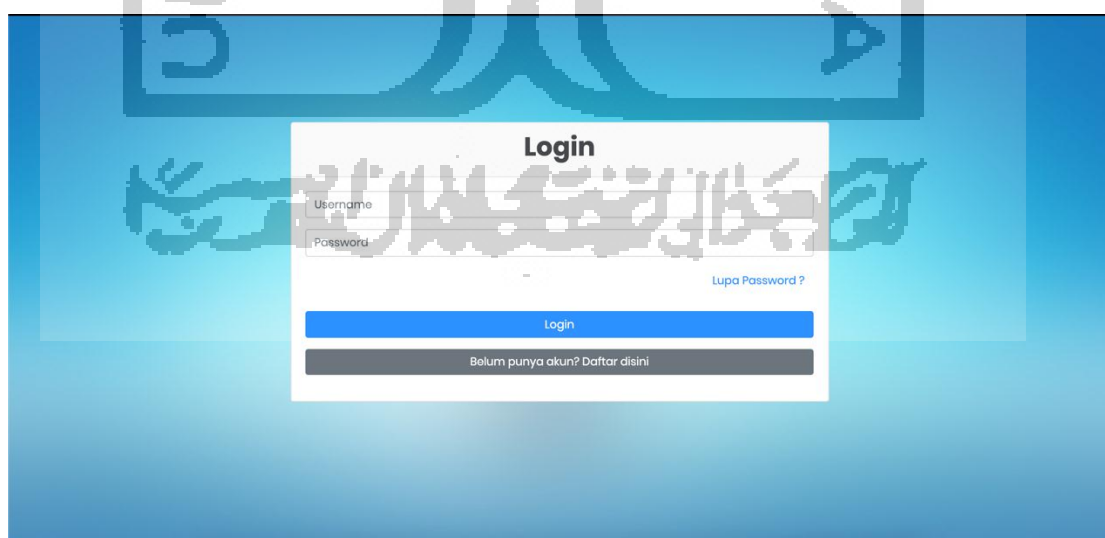 Login
Username
Password
Lupa Password ?
Login
Belum punya akun? Daftar disini